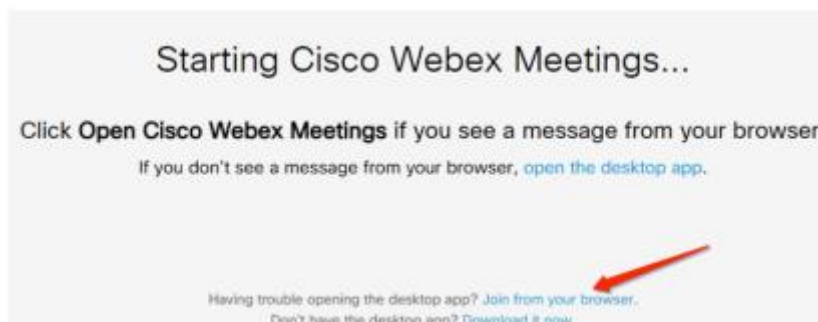 Starting Cisco Webex Meetings...
Click Open Cisco Webex Meetings if you see a message from your browser
If you don't see a message from your browser, open the desktop app.
Having trouble opening the desktop app? Join from your browser.
Don't have the desktop app? Download it now.